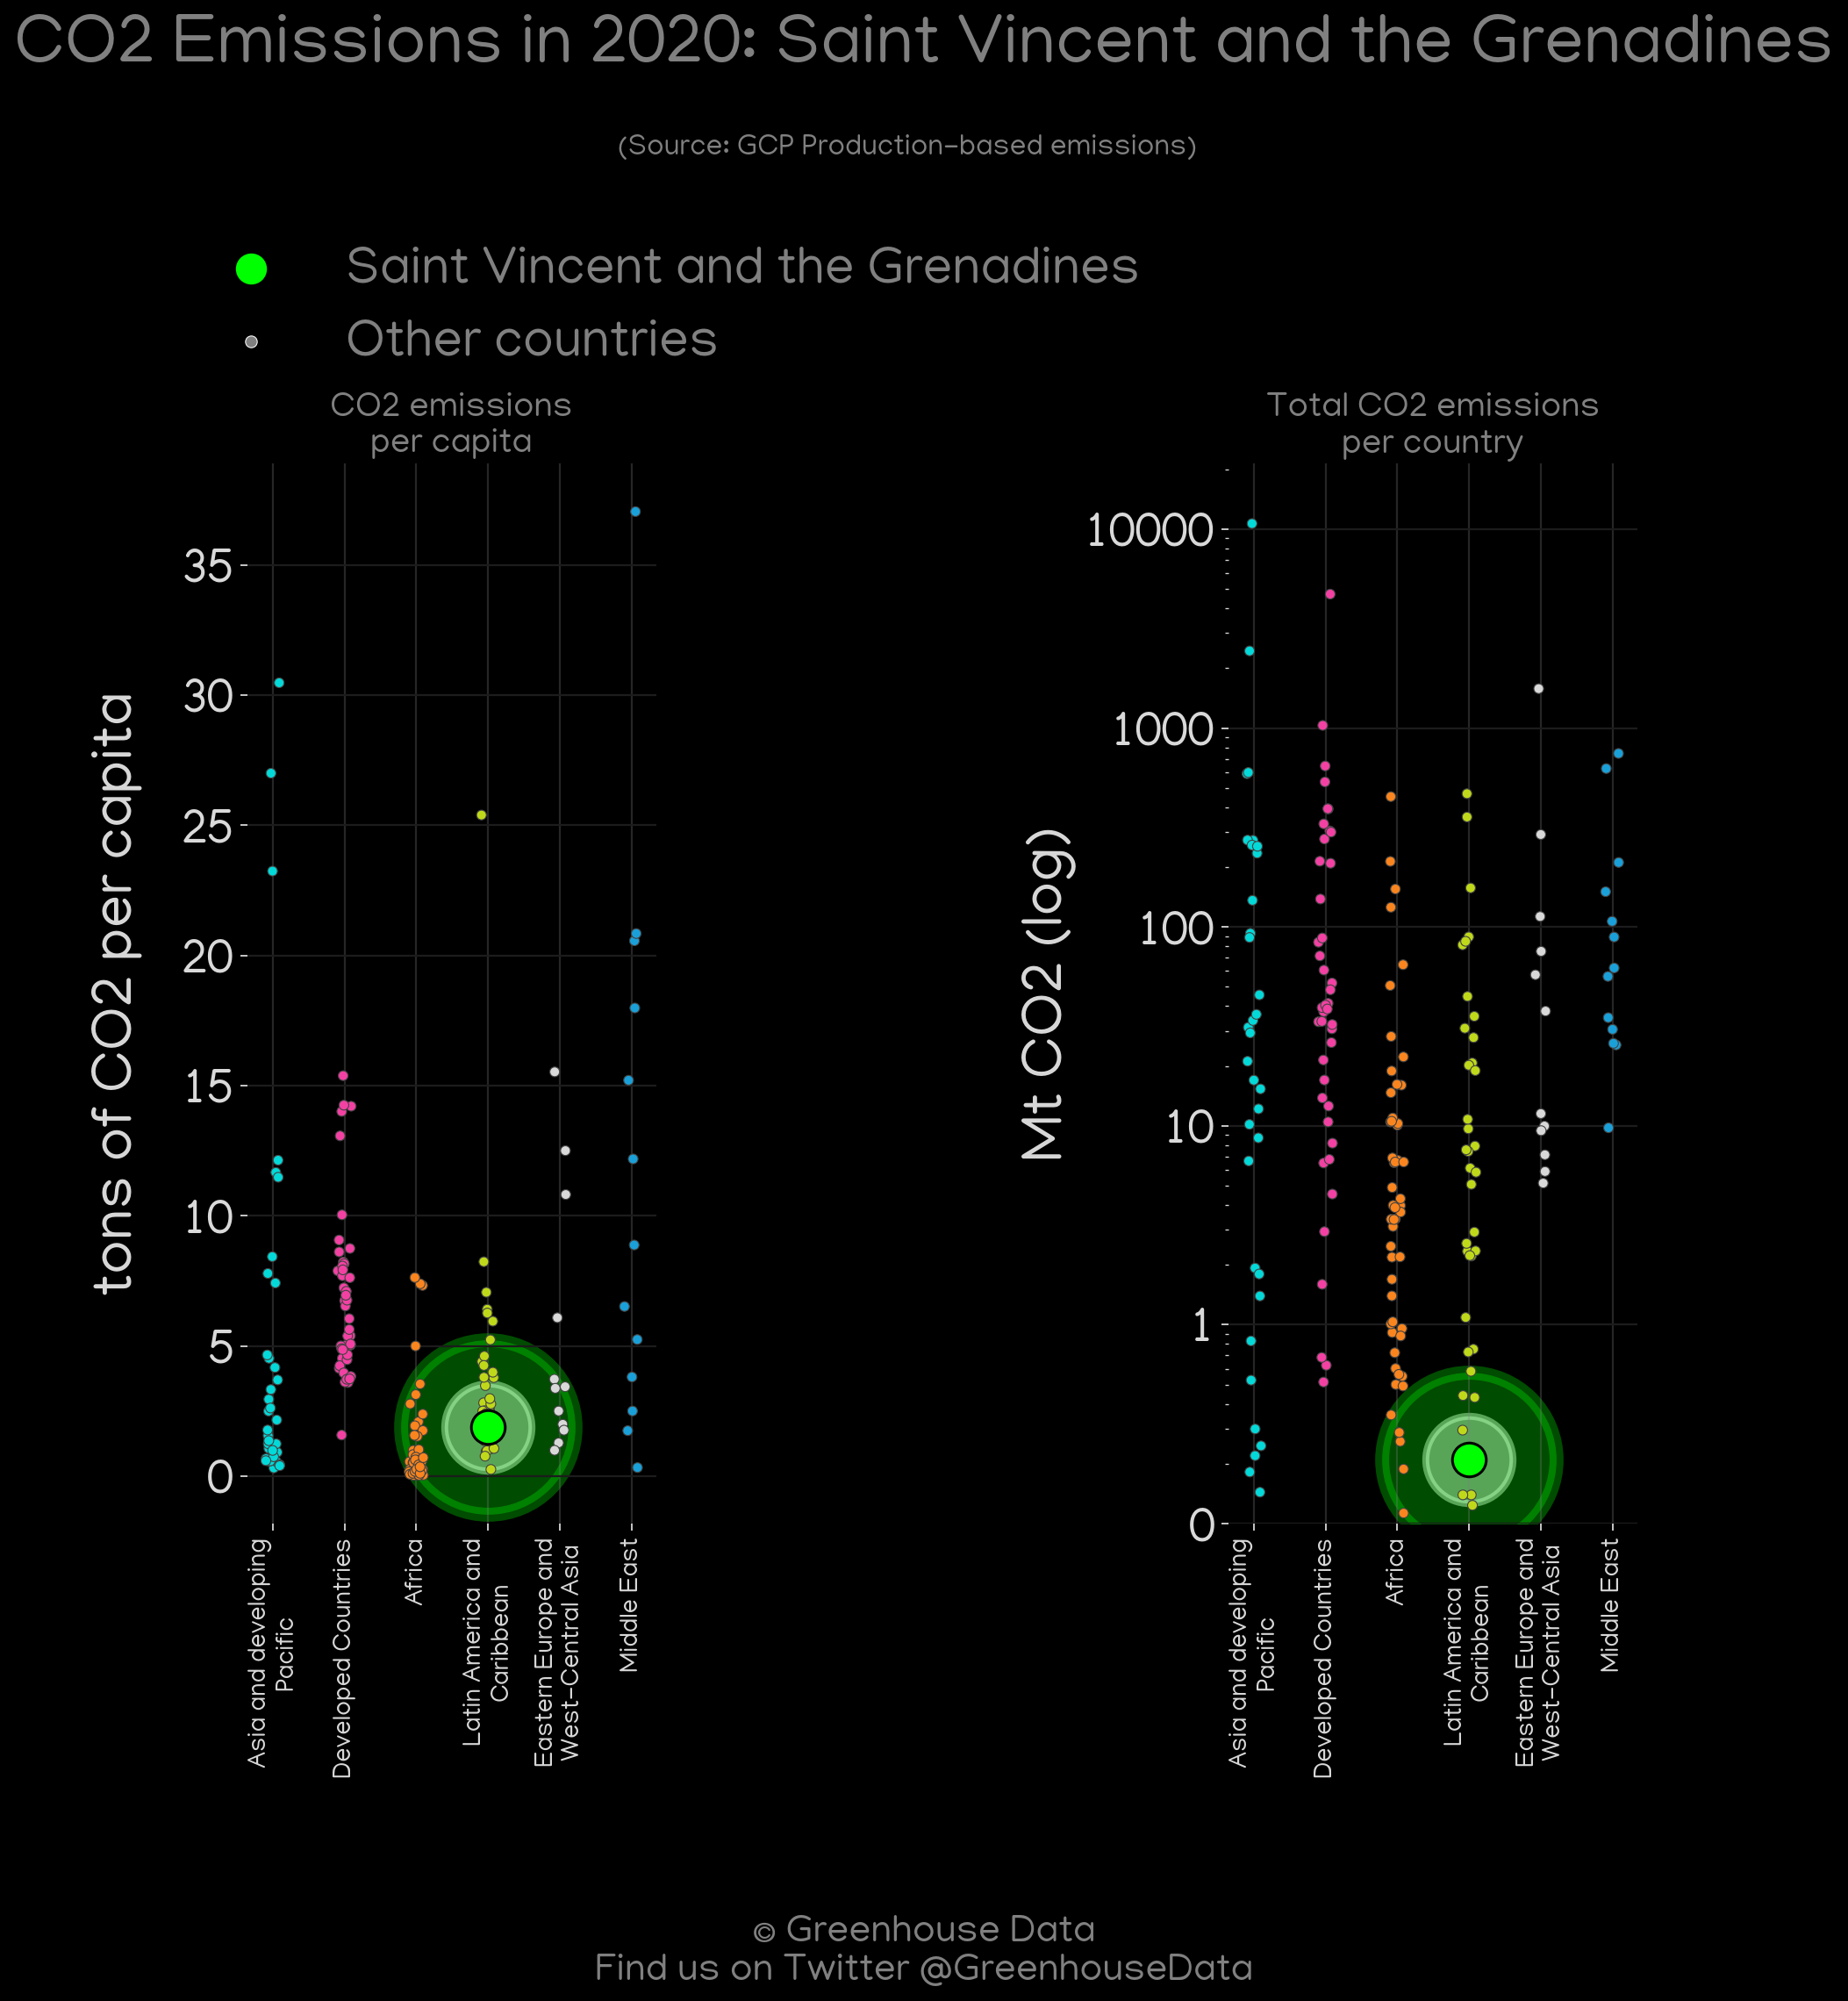 CO2 Emissions in 2020: Saint Vincent and the Grenadines
(Source: GCP Production-based emissions)
Saint Vincent and the Grenadines
Other countries
CO2 emissions
per capita
tons of CO2 per capita
35
30
25
20
15
10
5
0
Asia and developing
Pacific
Developed Countries
Africa
Latin America and
Caribbean
Eastern Europe and
West-Central Asia
Middle East
Total CO2 emissions
per country
Mt CO2 (log)
10000
1000
100
10
1
0
Asia and developing
Pacific
Developed Countries
Africa
Latin America and
Caribbean
Eastern Europe and
West-Central Asia
Middle East
© Greenhouse Data
Find us on Twitter @GreenhouseData